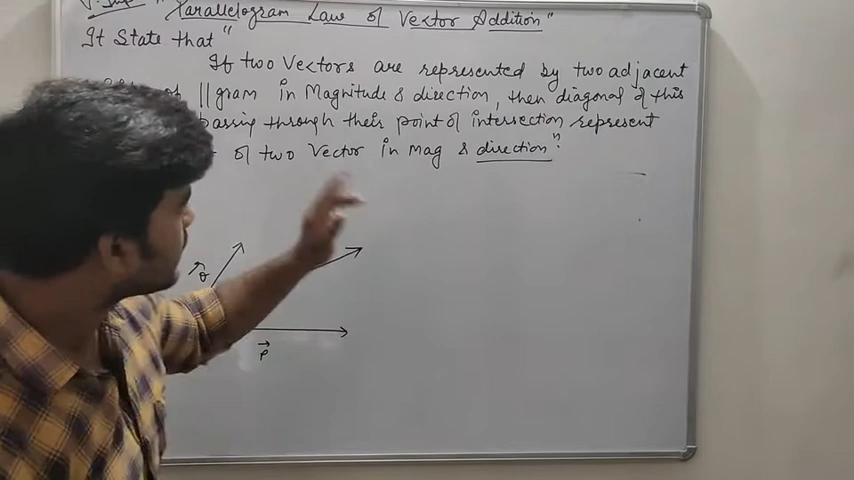 V. Imp " Parallelogram Law of Vector Addition"
It State that "
If two Vectors are represented by two adjacent
of ||gram in Magnitude & direction, then diagonal of this
passing through their point of intersection represent
of two Vector in Mag & direction"
Q
P